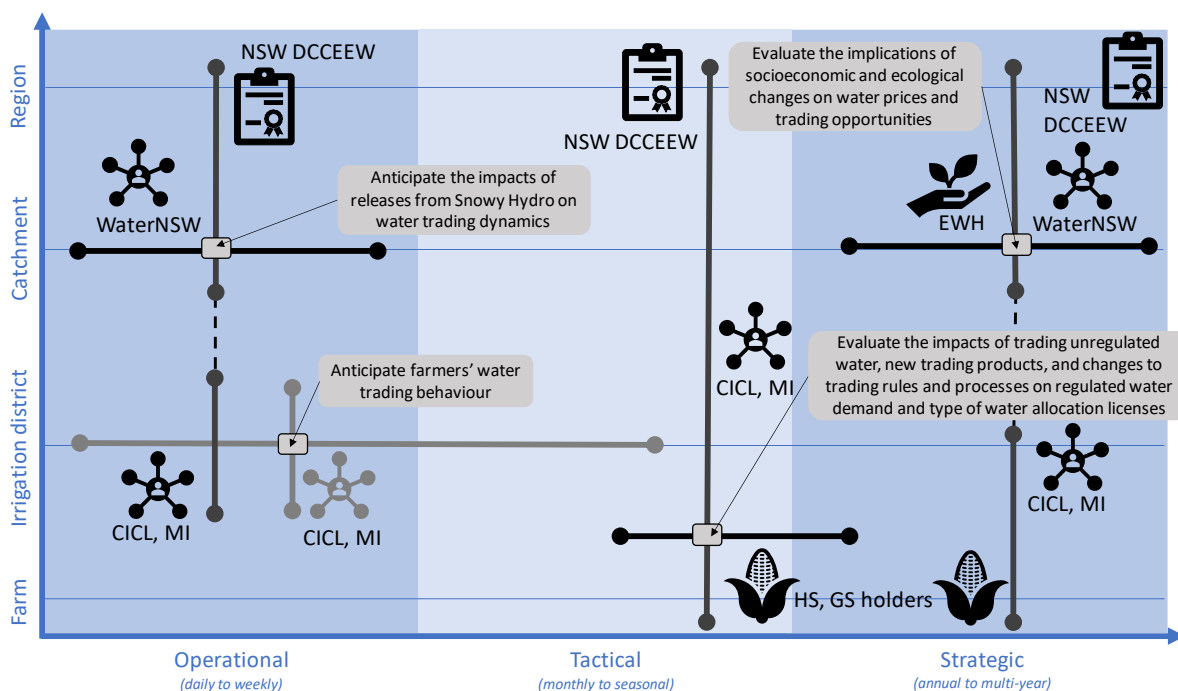 Region
Catchment
Irrigation district
Farm
NSW DCCEEW
WaterNSW
Anticipate the impacts of
releases from Snowy Hydro on
water trading dynamics
Anticipate farmers’ water
trading behaviour
CICL, MI
CICL, MI
NSW DCCEEW
Evaluate the implications of
socioeconomic and ecological
changes on water prices and
trading opportunities
NSW
DCCEEW
EWH
WaterNSW
CICL, MI
Evaluate the impacts of trading unregulated
water, new trading products, and changes to
trading rules and processes on regulated water
demand and type of water allocation licenses
CICL, MI
HS, GS holders
Operational
(daily to weekly)
Tactical
(monthly to seasonal)
Strategic
(annual to multi-year)